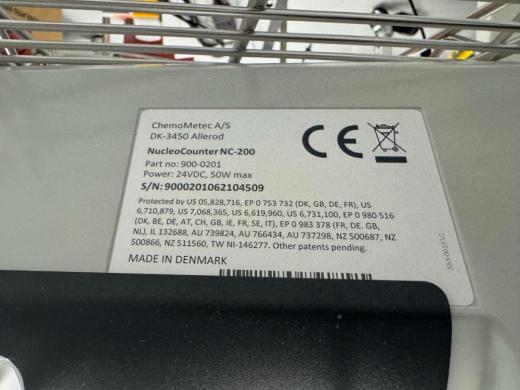 ChemoMetec A/S
DK-3450 Allerod
NucleoCounter NC-200
Part no: 900-0201
Power: 24VDC, 50W max
S/N: 9000201062104509
Protected by US 05,828,716, EP 0 753 732 (DK, GB, DE, FR), US
6,710,879, US 7,068,365, US 6,619,960, US 6,731,100, EP 0 980 516
(DK, BE, DE, AT, CH, GB, IE, FR, SE, IT), EP 0 983 378 (FR, DE. GB,
NL), IL 132688, AU 739824, AU 766434, AU 737298, NZ 500687, NZ
500866, NZ 511560, TW NI-146277. Other patents pending.
MADE IN DENMARK
CE